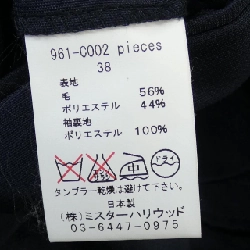 961-C002 pieces
38
表地
毛 56%
ポリエステル 44%
袖裏地
ポリエステル 100%
タンブラー乾燥は避けて下さい
日本製
(株)ミスターハリウッド
03-6447-0975